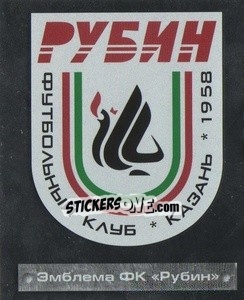 РУБИН
ФУТБОЛЬНЫЙ КЛУБ * КАЗАНЬ * 1958
STICKERSONE.com
Эмблема ФК «Рубин»